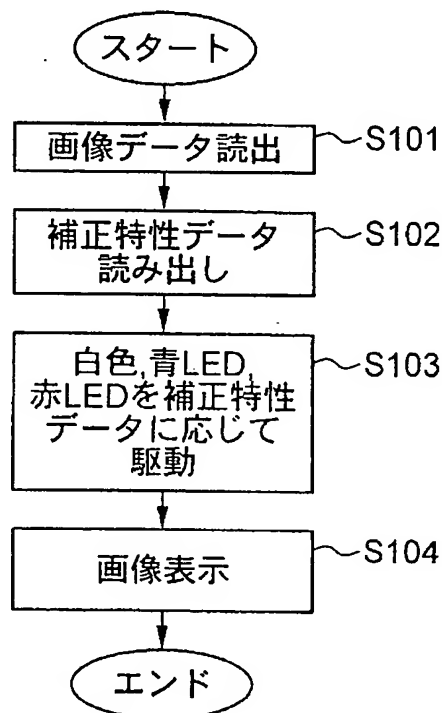 スタート
画像データ読出
S101
補正特性データ
読み出し
S102
白色,青LED,
赤LEDを補正特性
データに応じて
駆動
S103
画像表示
S104
エンド